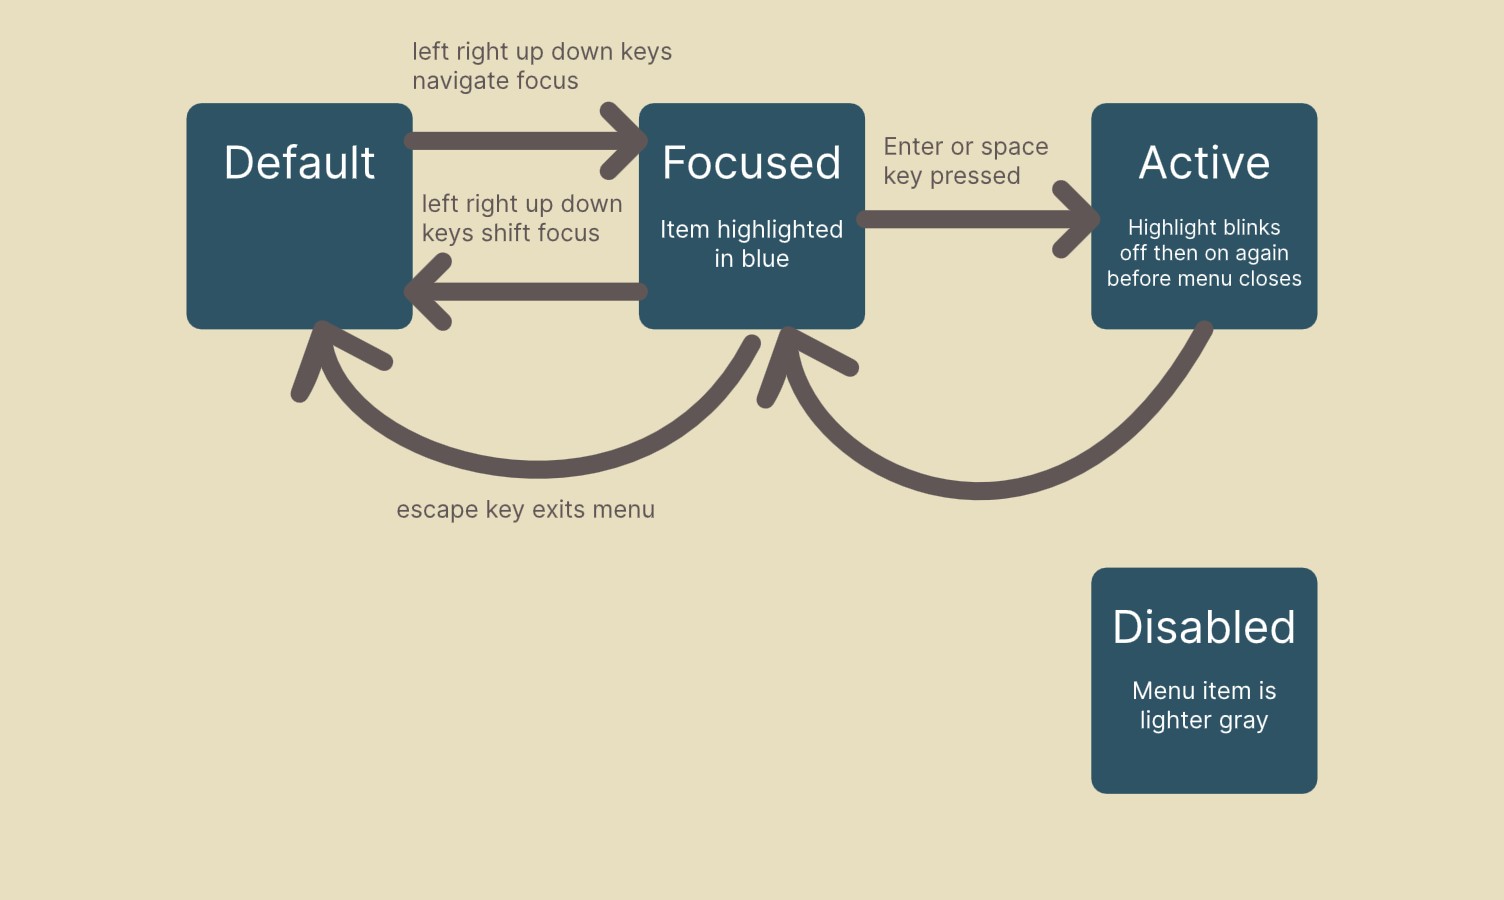 left right up down keys
navigate focus
Default
left right up down
keys shift focus
Focused
Item highlighted
in blue
Enter or space
key pressed
Active
Highlight blinks
off then on again
before menu closes
escape key exits menu
Disabled
Menu item is
lighter gray